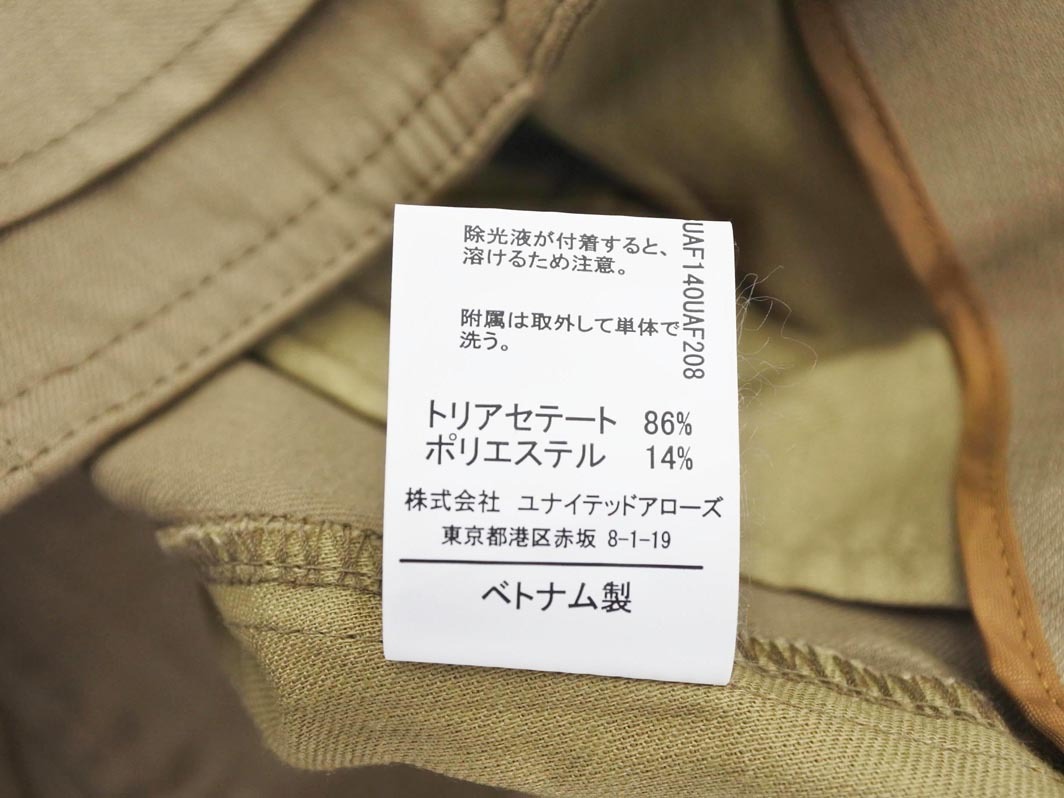 除光液が付着すると、
溶けるため注意。
附属は取外して単体で
洗う。
UAF140UAF208
トリアセテート 86%
ポリエステル 14%
株式会社 ユナイテッドアローズ
東京都港区赤坂 8-1-19
ベトナム製